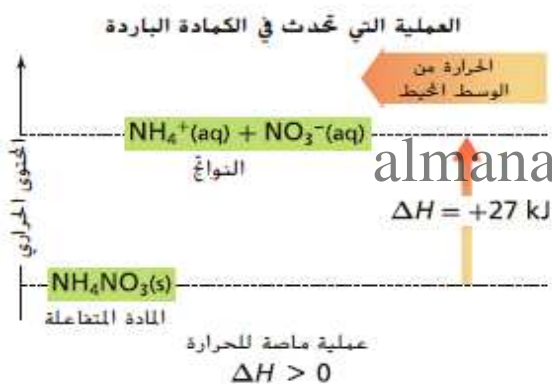 العملية التي تحدث في الكمادة الباردة
الحرارة من
الوسط المحيط
المحتوى الحراري
NH₄⁺(aq) + NO₃⁻(aq)
النواتج
almana
ΔH = +27 kJ
NH₄NO₃(s)
المادة المتفاعلة
عملية ماصة للحرارة
ΔH > 0